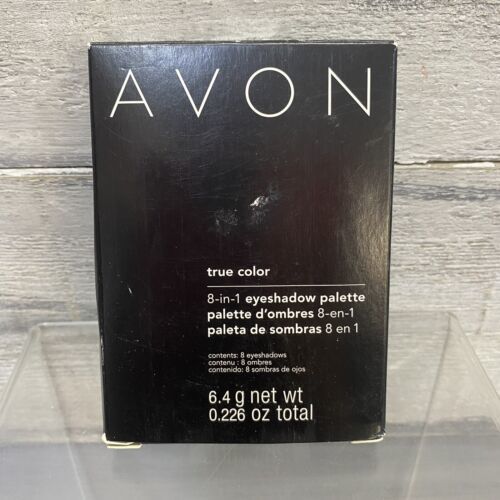 AVON
true color
8-in-1 eyeshadow palette
palette d'ombres 8-en-1
paleta de sombras 8 en 1
contents: 8 eyeshadows
contenu : 8 ombres
contenido: 8 sombras de ojos
6.4 g net wt
0.226 oz total